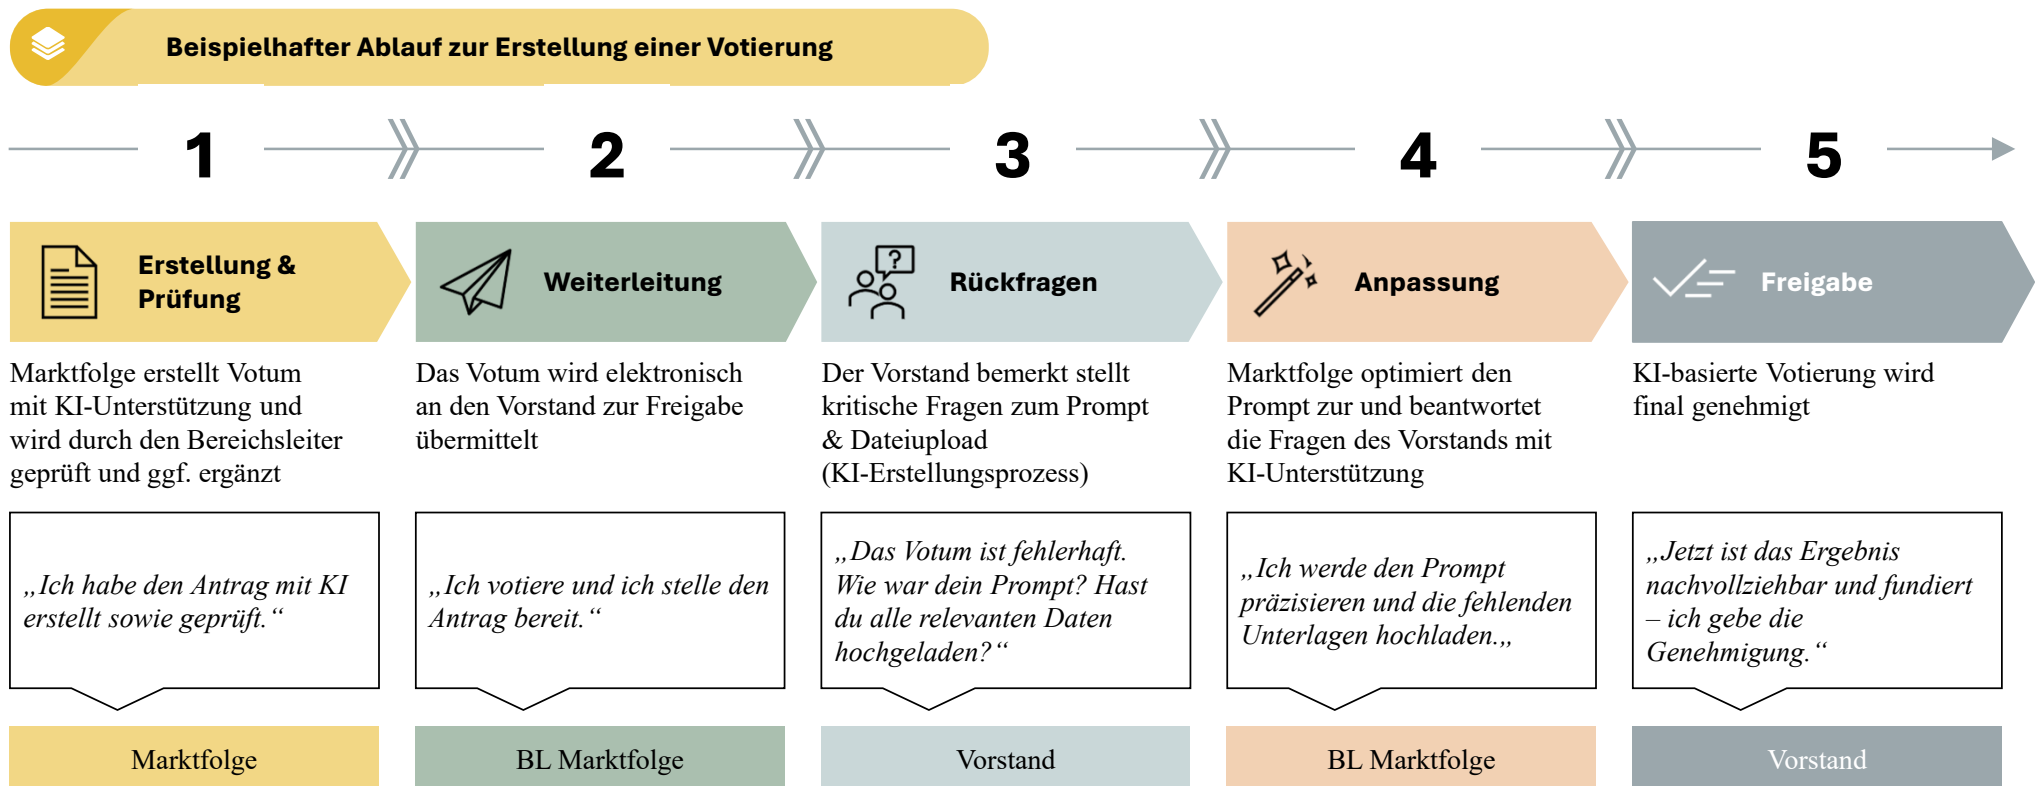 Beispielhafter Ablauf zur Erstellung einer Votierung
1
2
3
4
5
Erstellung &
Prüfung
Weiterleitung
?
Rückfragen
Anpassung
Freigabe
Marktfolge erstellt Votum
mit KI-Unterstützung und
wird durch den Bereichsleiter
geprüft und ggf. ergänzt
Das Votum wird elektronisch
an den Vorstand zur Freigabe
übermittelt
Der Vorstand bemerkt stellt
kritische Fragen zum Prompt
& Dateiupload
(KI-Erstellungsprozess)
Marktfolge optimiert den
Prompt zur und beantwortet
die Fragen des Vorstands mit
KI-Unterstützung
KI-basierte Votierung wird
final genehmigt
„Ich habe den Antrag mit KI
erstellt sowie geprüft.“
„Ich votiere und ich stelle den
Antrag bereit.“
„Das Votum ist fehlerhaft.
Wie war dein Prompt? Hast
du alle relevanten Daten
hochgeladen?“
„Ich werde den Prompt
präzisieren und die fehlenden
Unterlagen hochladen.„
„Jetzt ist das Ergebnis
nachvollziehbar und fundiert
– ich gebe die
Genehmigung.“
Marktfolge
BL Marktfolge
Vorstand
BL Marktfolge
Vorstand